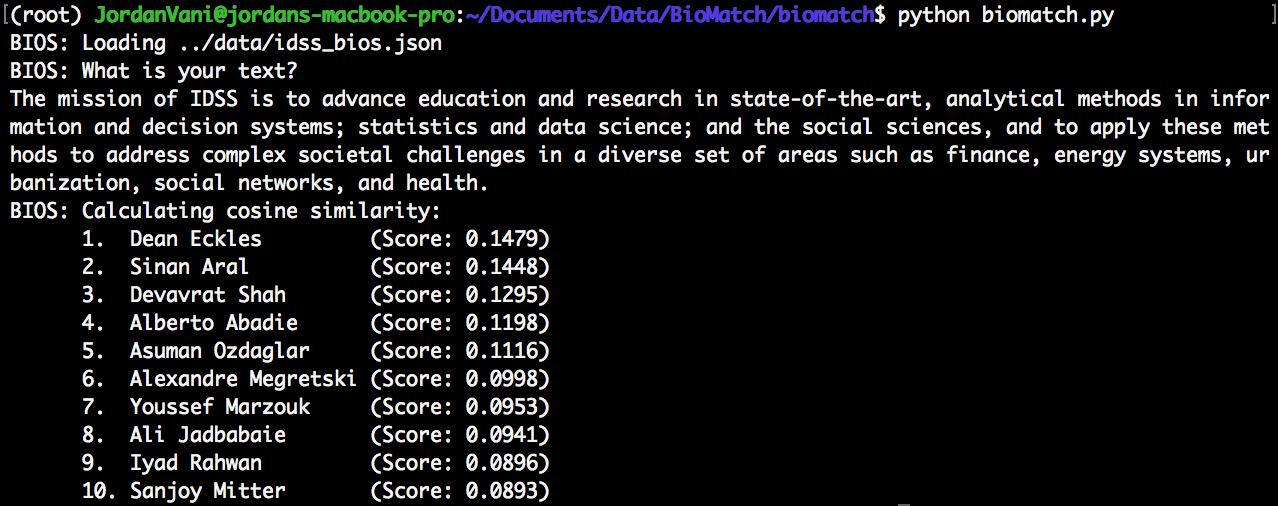 (root) JordanVani@jordans-macbook-pro:~/Documents/Data/BioMatch/biomatch$ python biomatch.py
BIOS: Loading ../data/idss_bios.json
BIOS: What is your text?
The mission of IDSS is to advance education and research in state-of-the-art, analytical methods in infor
mation and decision systems; statistics and data science; and the social sciences, and to apply these met
hods to address complex societal challenges in a diverse set of areas such as finance, energy systems, ur
banization, social networks, and health.
BIOS: Calculating cosine similarity:
1. Dean Eckles (Score: 0.1479)
2. Sinan Aral (Score: 0.1448)
3. Devavrat Shah (Score: 0.1295)
4. Alberto Abadie (Score: 0.1198)
5. Asuman Ozdaglar (Score: 0.1116)
6. Alexandre Megretski (Score: 0.0998)
7. Youssef Marzouk (Score: 0.0953)
8. Ali Jadbabaie (Score: 0.0941)
9. Iyad Rahwan (Score: 0.0896)
10. Sanjoy Mitter (Score: 0.0893)